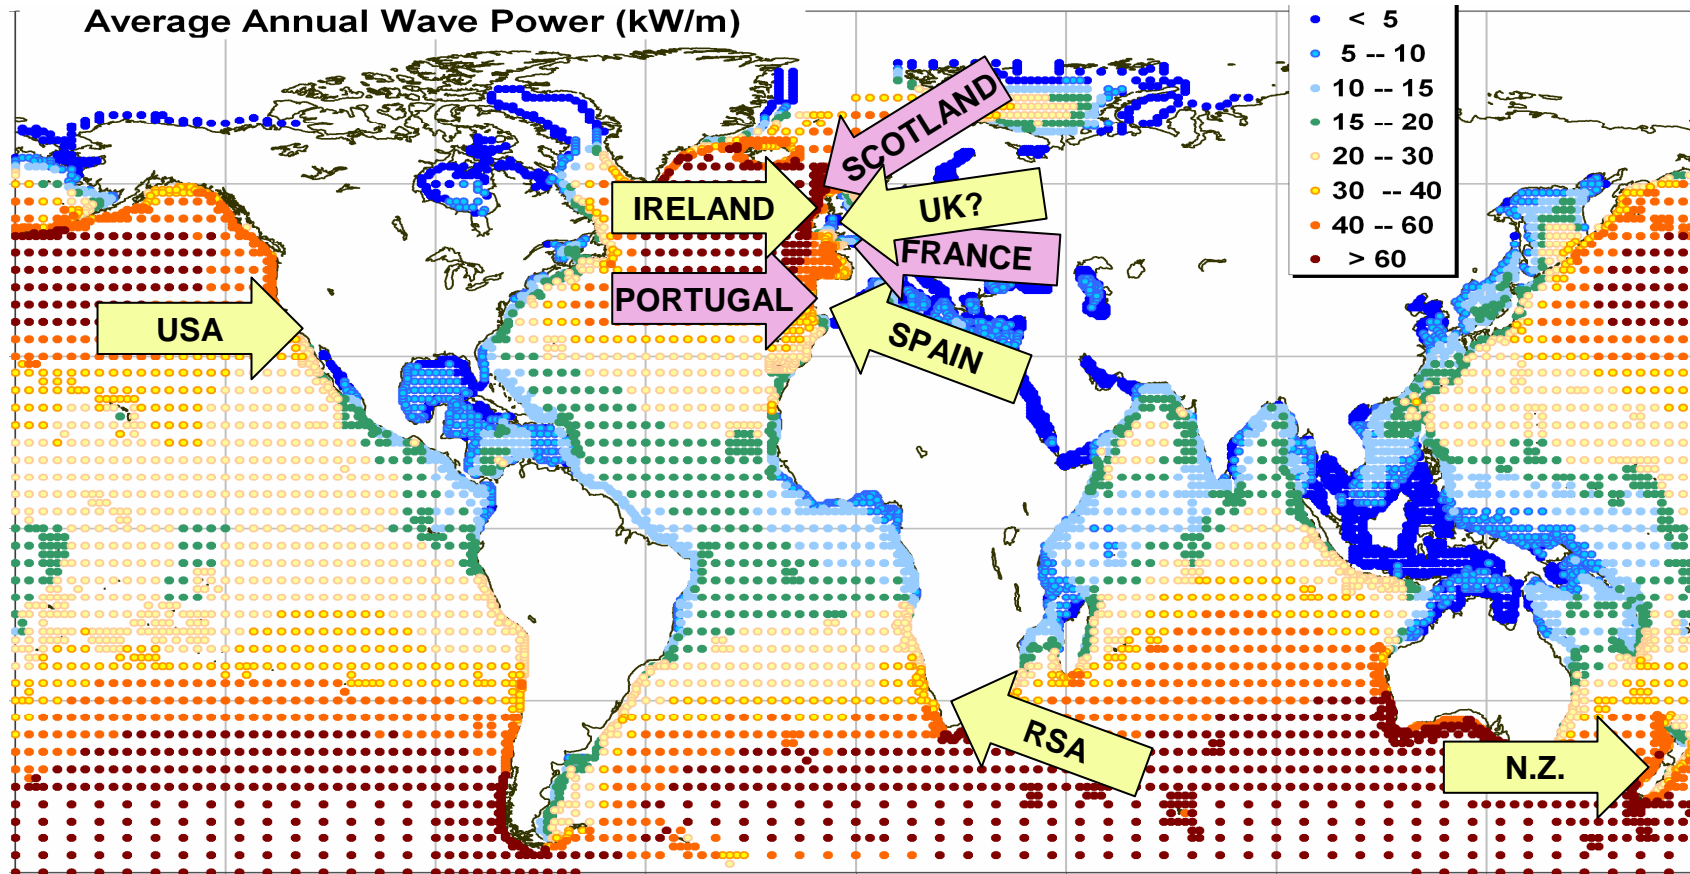 Average Annual Wave Power (kW/m)
< 5
5 -- 10
10 -- 15
15 -- 20
20 -- 30
30 -- 40
40 -- 60
> 60
SCOTLAND
IRELAND
UK?
FRANCE
PORTUGAL
USA
SPAIN
RSA
N.Z.